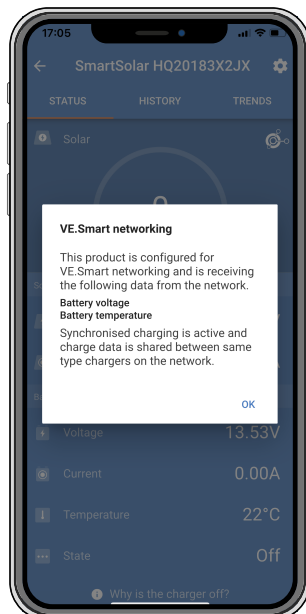 17:05
SmartSolar HQ20183X2JX
STATUS HISTORY TRENDS
Solar
VE.Smart networking
This product is configured for
VE.Smart networking and is receiving
the following data from the network.
Battery voltage
Battery temperature
Synchronised charging is active and
charge data is shared between same
type chargers on the network.
OK
Voltage 13.53V
Current 0.00A
Temperature 22°C
State Off
Why is the charger off?